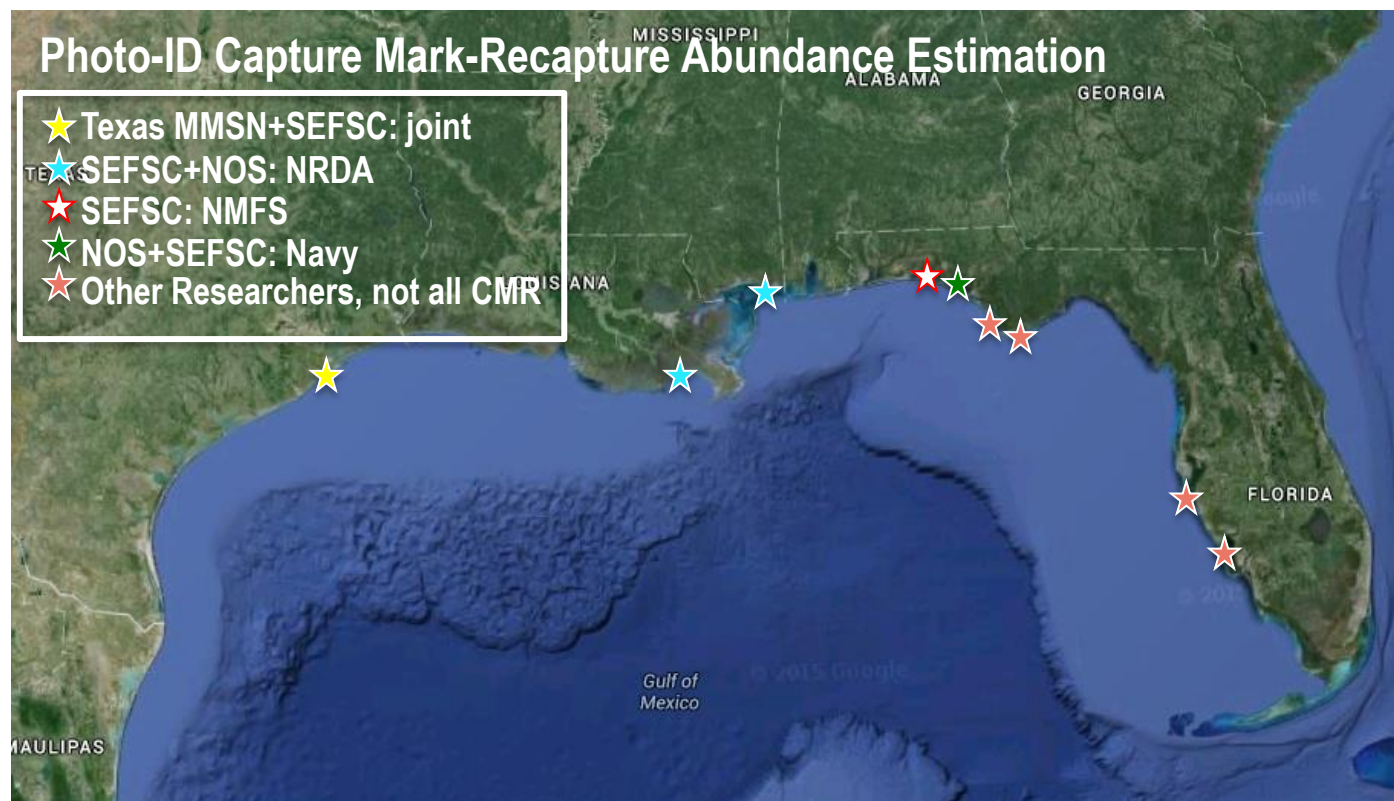 MISSISSIPPI
Photo-ID Capture Mark-Recapture Abundance Estimation
ALABAMA
GEORGIA
Texas MMSN+SEFSC: joint
SEFSC+NOS: NRDA
SEFSC: NMFS
NOS+SEFSC: Navy
LOUISIANA
Other Researchers, not all CMR
FLORIDA
© 2015 Google
Gulf of
Mexico
MAULIPAS